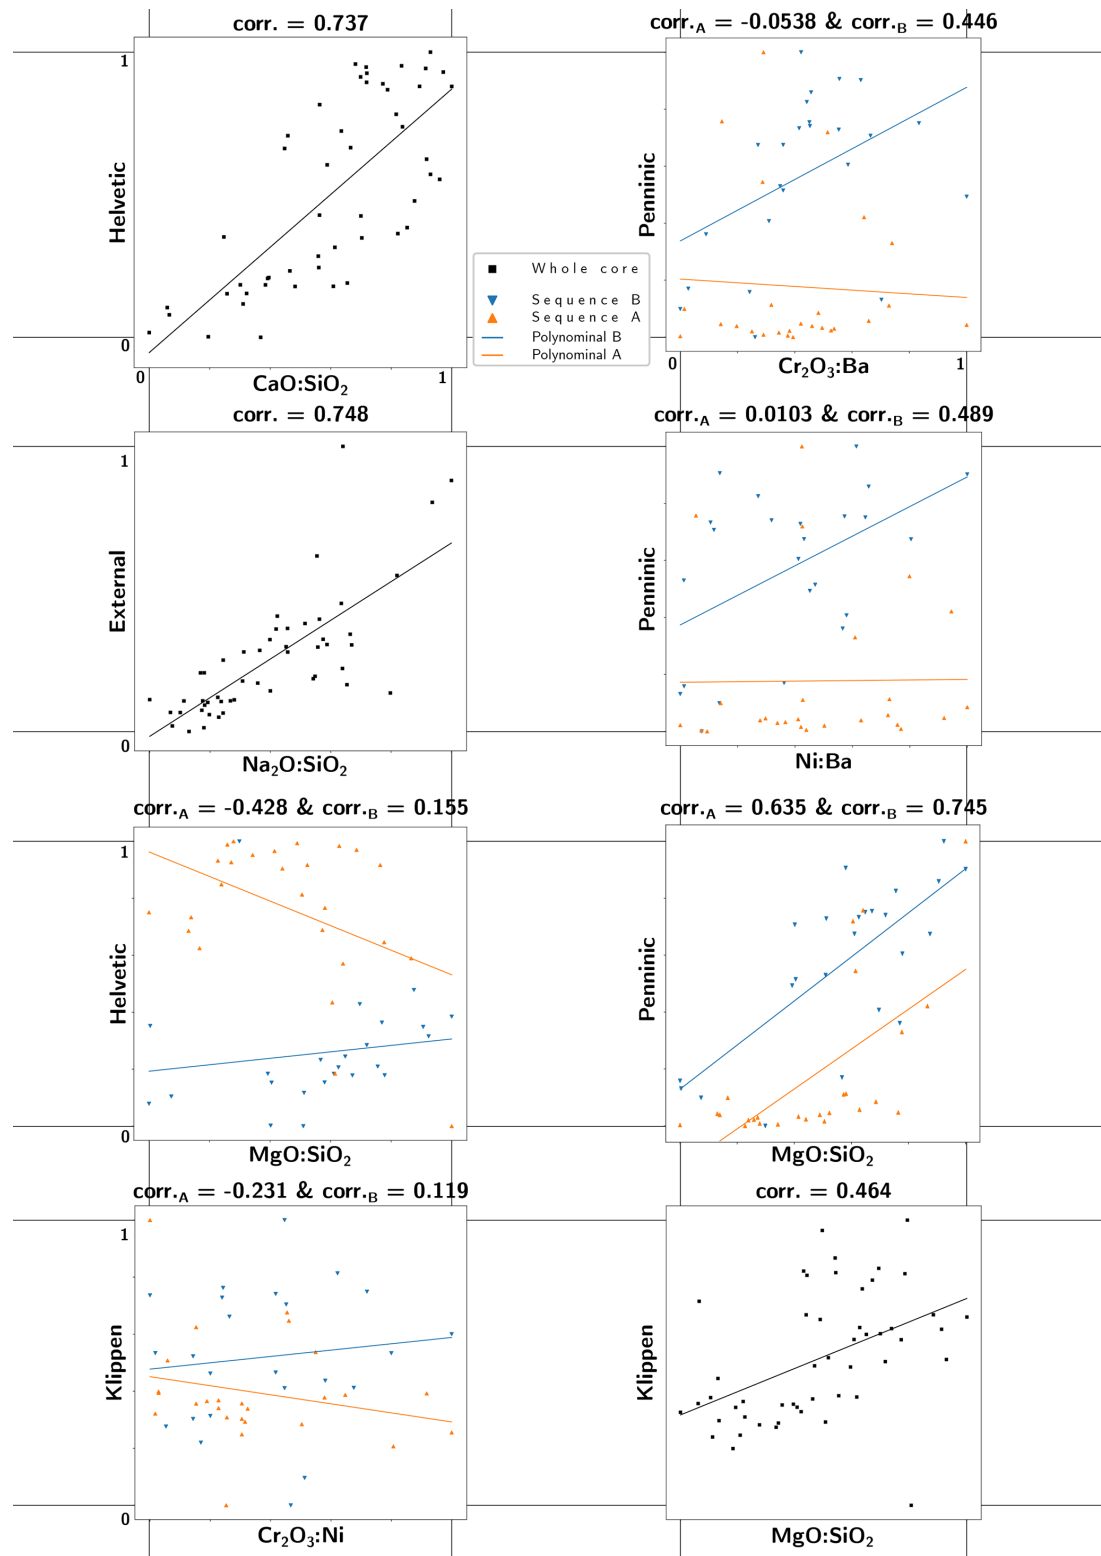 corr. = 0.737
1
Helvetic
0
0
1
CaO:SiO₂
corr.A = -0.0538 & corr.B = 0.446
Penninic
0
1
Cr₂O₃:Ba
Whole core
Sequence B
Sequence A
Polynominal B
Polynominal A
corr. = 0.748
1
External
0
Na₂O:SiO₂
corr.A = 0.0103 & corr.B = 0.489
Penninic
Ni:Ba
corr.A = -0.428 & corr.B = 0.155
1
Helvetic
0
MgO:SiO₂
corr.A = 0.635 & corr.B = 0.745
Penninic
MgO:SiO₂
corr.A = -0.231 & corr.B = 0.119
1
Klippen
0
Cr₂O₃:Ni
corr. = 0.464
Klippen
MgO:SiO₂